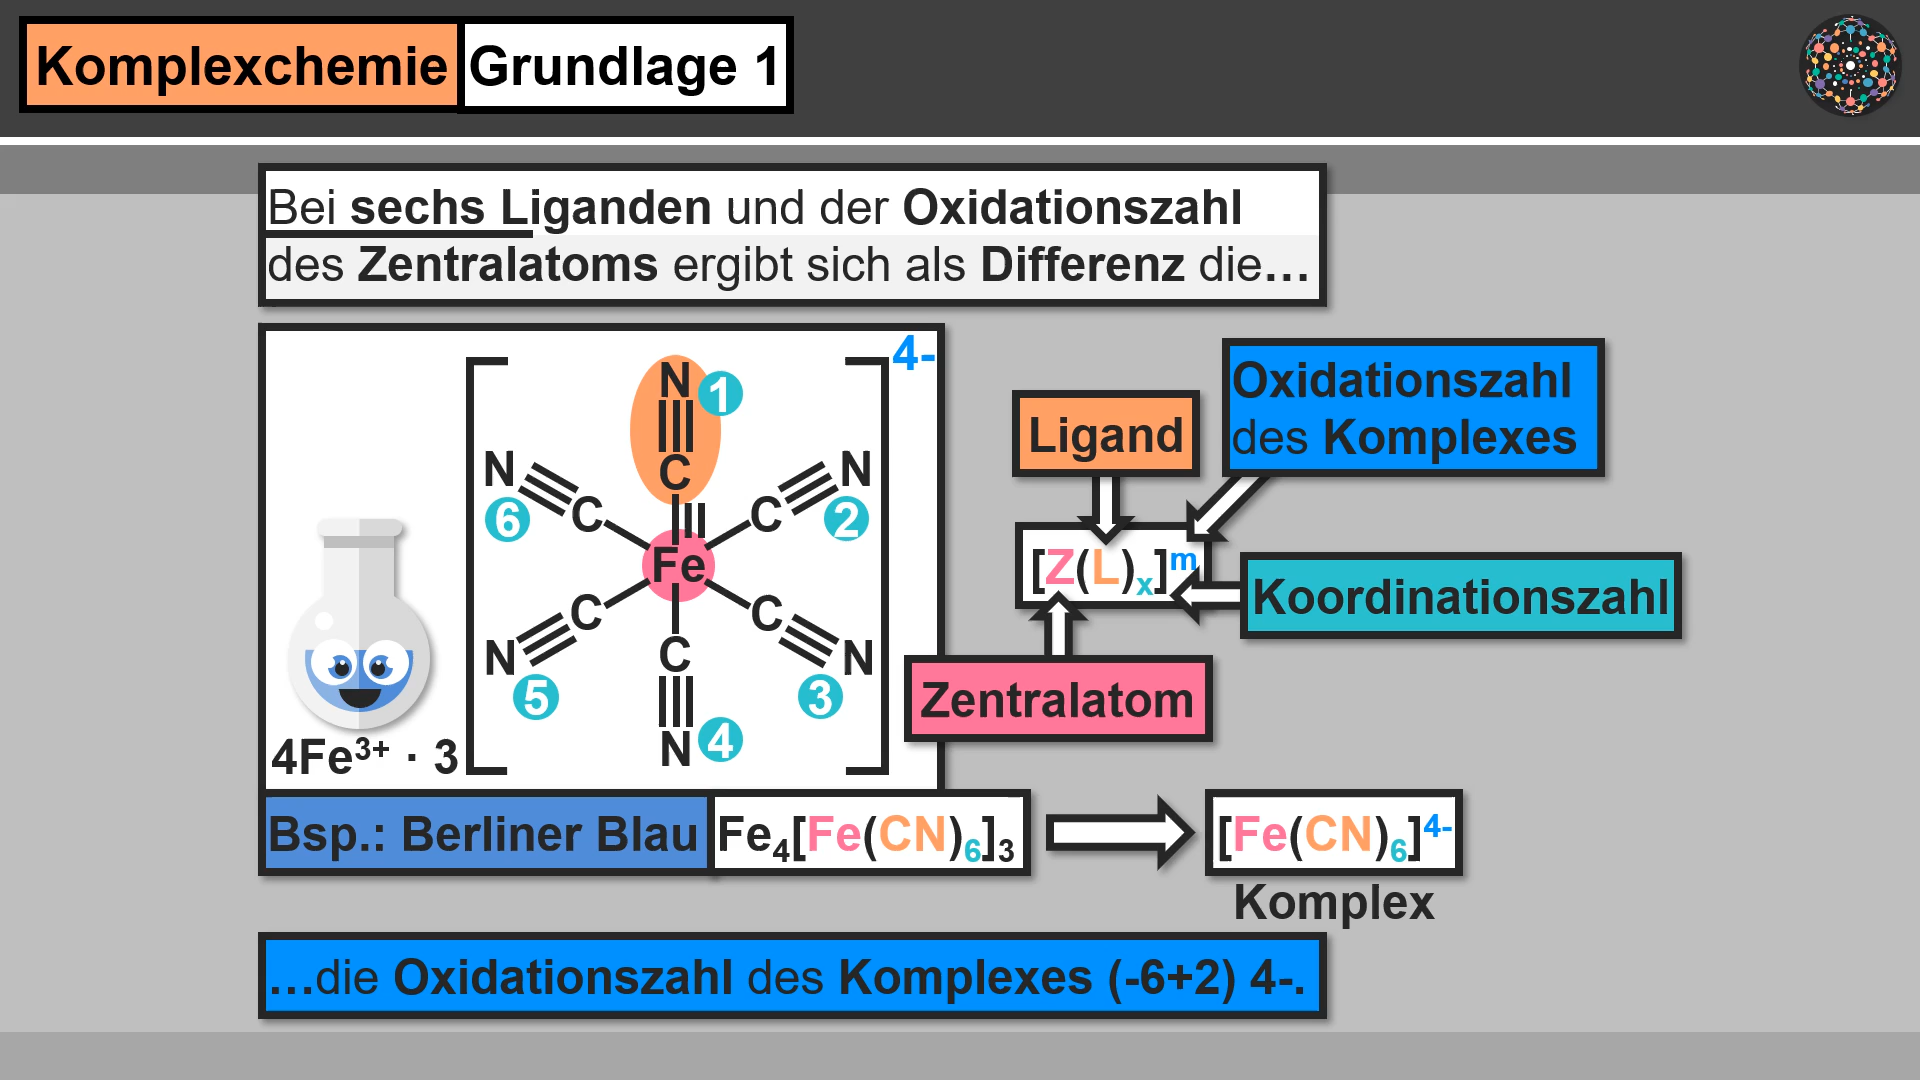 Komplexchemie Grundlage 1
Bei sechs Liganden und der Oxidationszahl
des Zentralatoms ergibt sich als Differenz die…
4-
N 1
C
N 6 C
C N 2
Fe
N 5 C
C N 3
C
N 4
4Fe³⁺ · 3
Ligand
Oxidationszahl
des Komplexes
[Z(L)ₓ]ᵐ
Koordinationszahl
Zentralatom
Bsp.: Berliner Blau Fe₄[Fe(CN)₆]₃
[Fe(CN)₆]⁴⁻
Komplex
…die Oxidationszahl des Komplexes (-6+2) 4-.